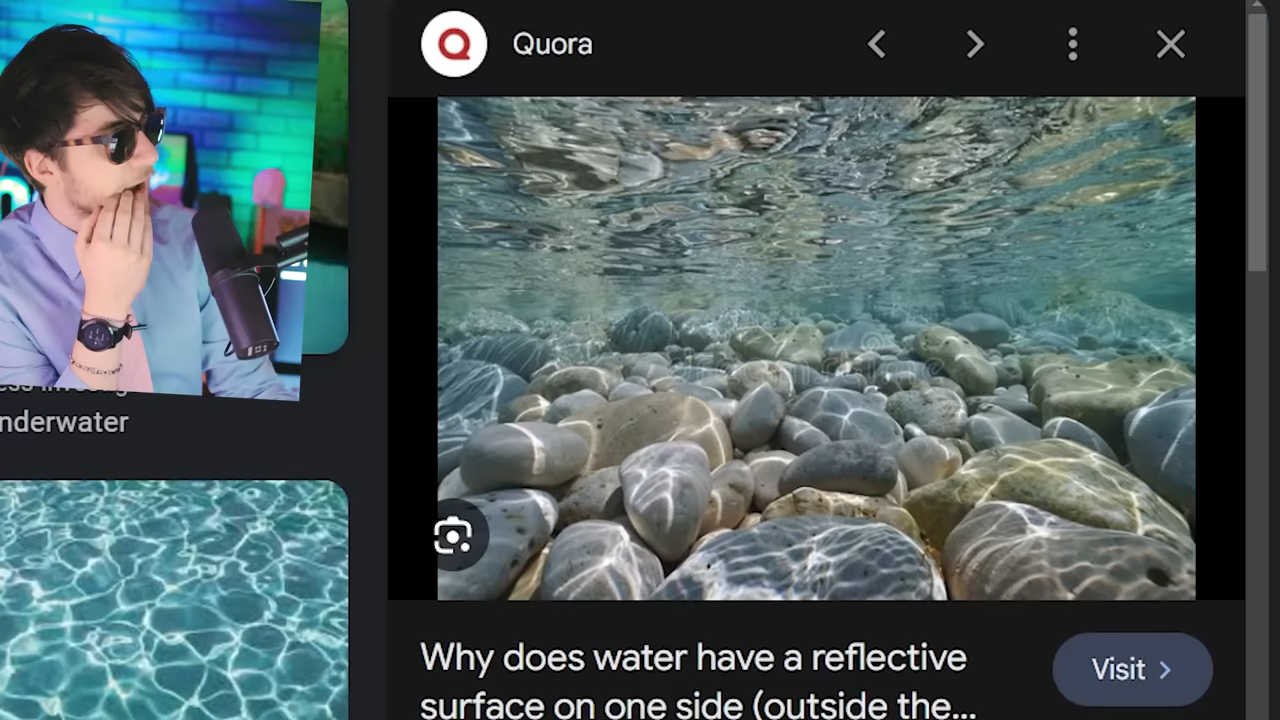 Quora
nderwater
Why does water have a reflective
surface on one side (outside the...
Visit